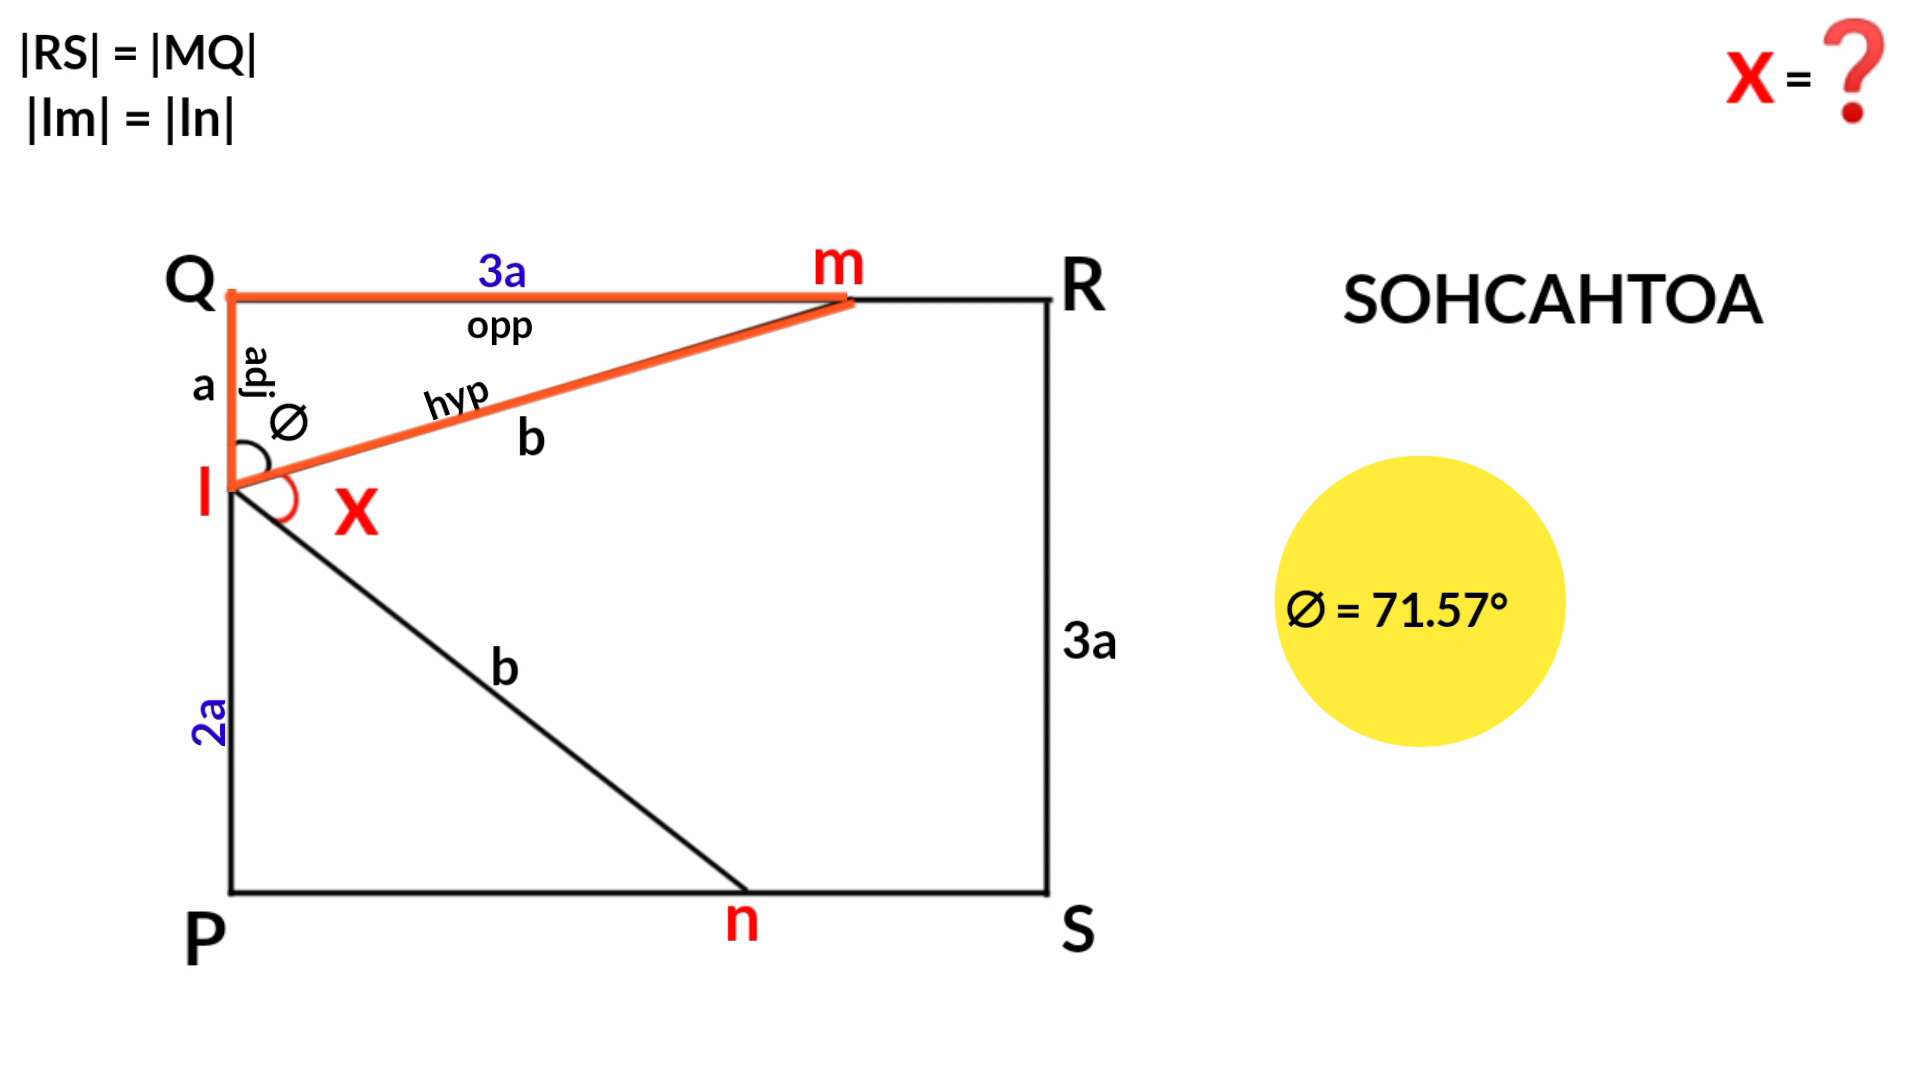 |RS| = |MQ|
|lm| = |ln|
X = ❓
Q
3a
m
R
opp
SOHCAHTOA
a
adj
∅
hyp
b
l
X
∅ = 71.57°
b
3a
2a
P
n
S